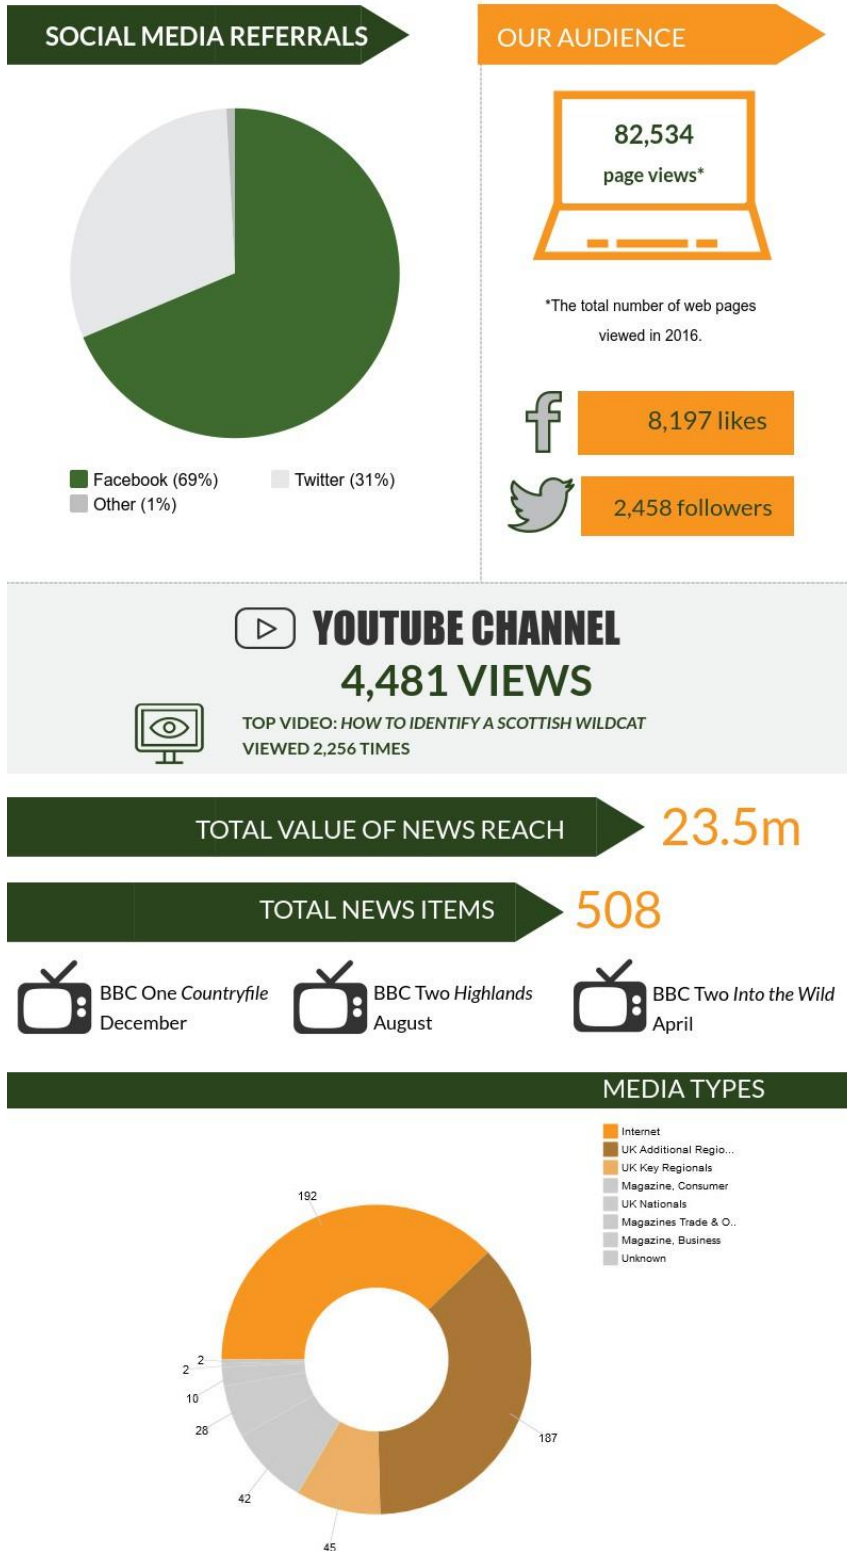 SOCIAL MEDIA REFERRALS
Facebook (69%)
Twitter (31%)
Other (1%)
OUR AUDIENCE
82,534
page views*
*The total number of web pages
viewed in 2016.
8,197 likes
2,458 followers
YOUTUBE CHANNEL
4,481 VIEWS
TOP VIDEO: HOW TO IDENTIFY A SCOTTISH WILDCAT
VIEWED 2,256 TIMES
TOTAL VALUE OF NEWS REACH
23.5m
TOTAL NEWS ITEMS
508
BBC One Countryfile
December
BBC Two Highlands
August
BBC Two Into the Wild
April
MEDIA TYPES
Internet
UK Additional Regio...
UK Key Regionals
Magazine, Consumer
UK Nationals
Magazines Trade & O..
Magazine, Business
Unknown
192
2
2
10
28
187
42
45